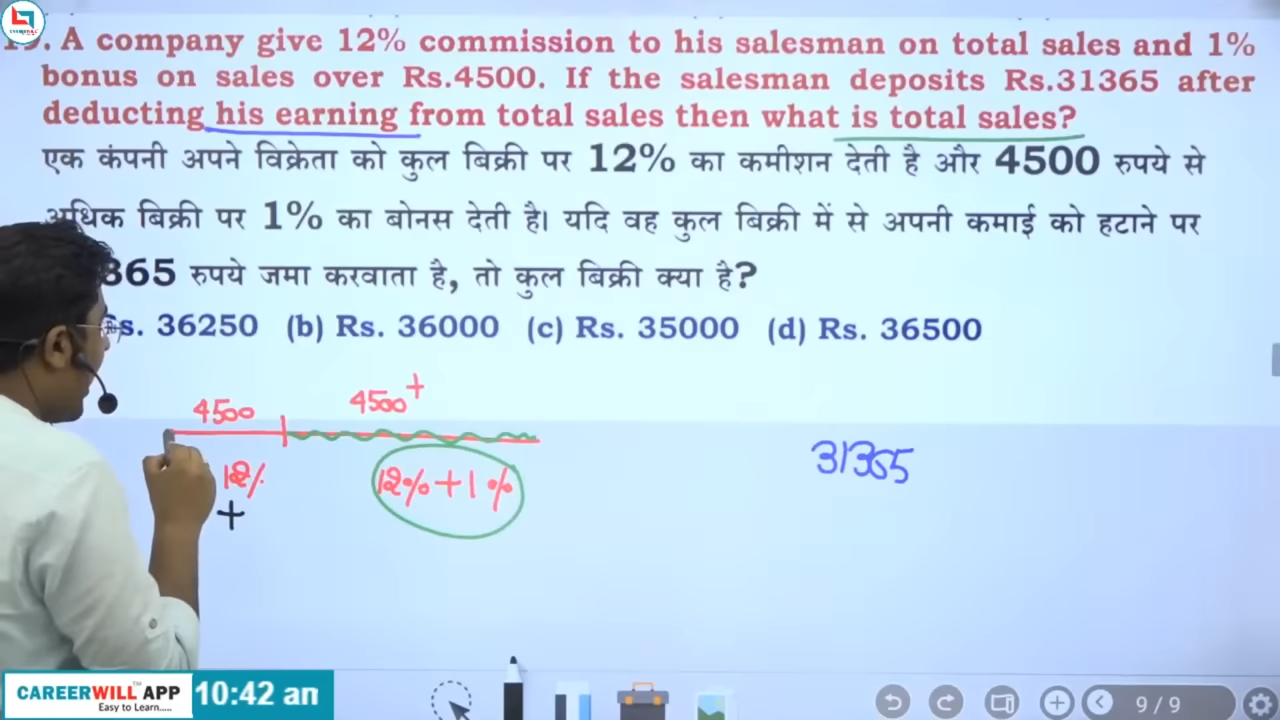 CAREERWILL
. A company give 12% commission to his salesman on total sales and 1%
bonus on sales over Rs.4500. If the salesman deposits Rs.31365 after
deducting his earning from total sales then what is total sales?
एक कंपनी अपने विक्रेता को कुल बिक्री पर 12% का कमीशन देती है और 4500 रुपये से
अधिक बिक्री पर 1% का बोनस देती है। यदि वह कुल बिक्री में से अपनी कमाई को हटाने पर
365 रुपये जमा करवाता है, तो कुल बिक्री क्या है?
Rs. 36250 (b) Rs. 36000 (c) Rs. 35000 (d) Rs. 36500
4500 4500+
12% 12%+1%
+
31365
CAREERWILL APP
Easy to Learn.....
10:42 an
9/9